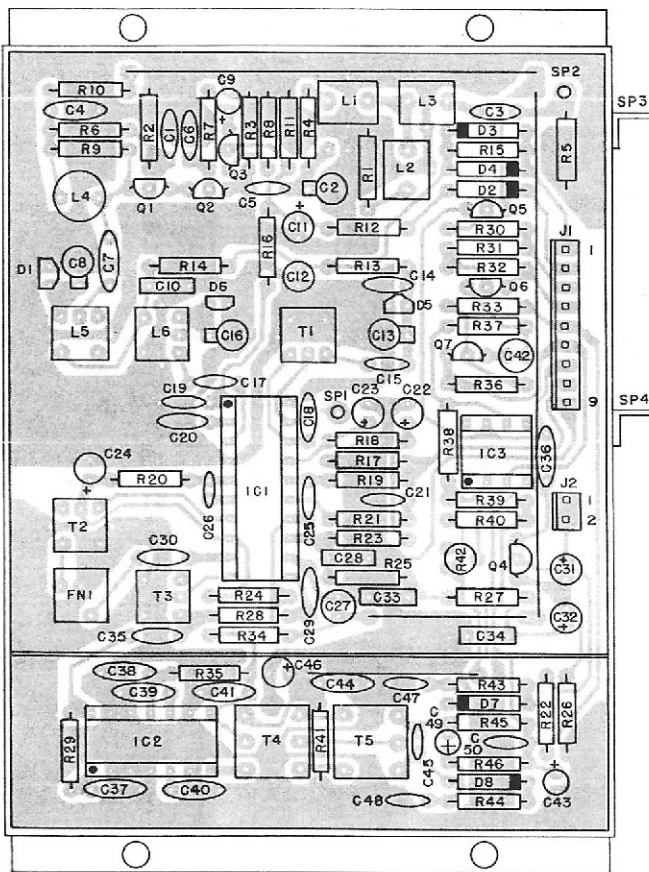 SP2
SP3
R10
C9
L1
L3
C4
C3
R6
R2
C1
C6
R7
R3
R8
R11
R4
D3
R9
R15
R5
Q3
R1
L2
D4
L4
D2
Q1
Q2
C5
C2
Q5
+
C11
R12
R30
J1
R16
R31
1
D1
C8
C7
R14
R13
R32
C12
C14
C10
Q6
D6
D5
R33
L5
L6
C16
T1
C13
R37
Q7
C42
C17
C15
R36
C19
SP1
C23
C22
9
SP4
C20
C18
+
+
R18
R38
IC3
C36
C24
R17
+
R20
R19
J2
C26
IC1
C25
C21
R39
1
T2
R21
R40
2
R23
C30
C28
R42
Q4
+
C31
R25
FN1
T3
R24
C33
R27
R28
C29
C27
C32
+
C35
R34
C34
C38
R35
+
C46
C39
C41
C44
C47
R43
D7
C49
R45
R22
R26
R29
IC2
T4
R41
T5
C45
+
C50
R46
+
D8
C37
C40
C48
R44
C43